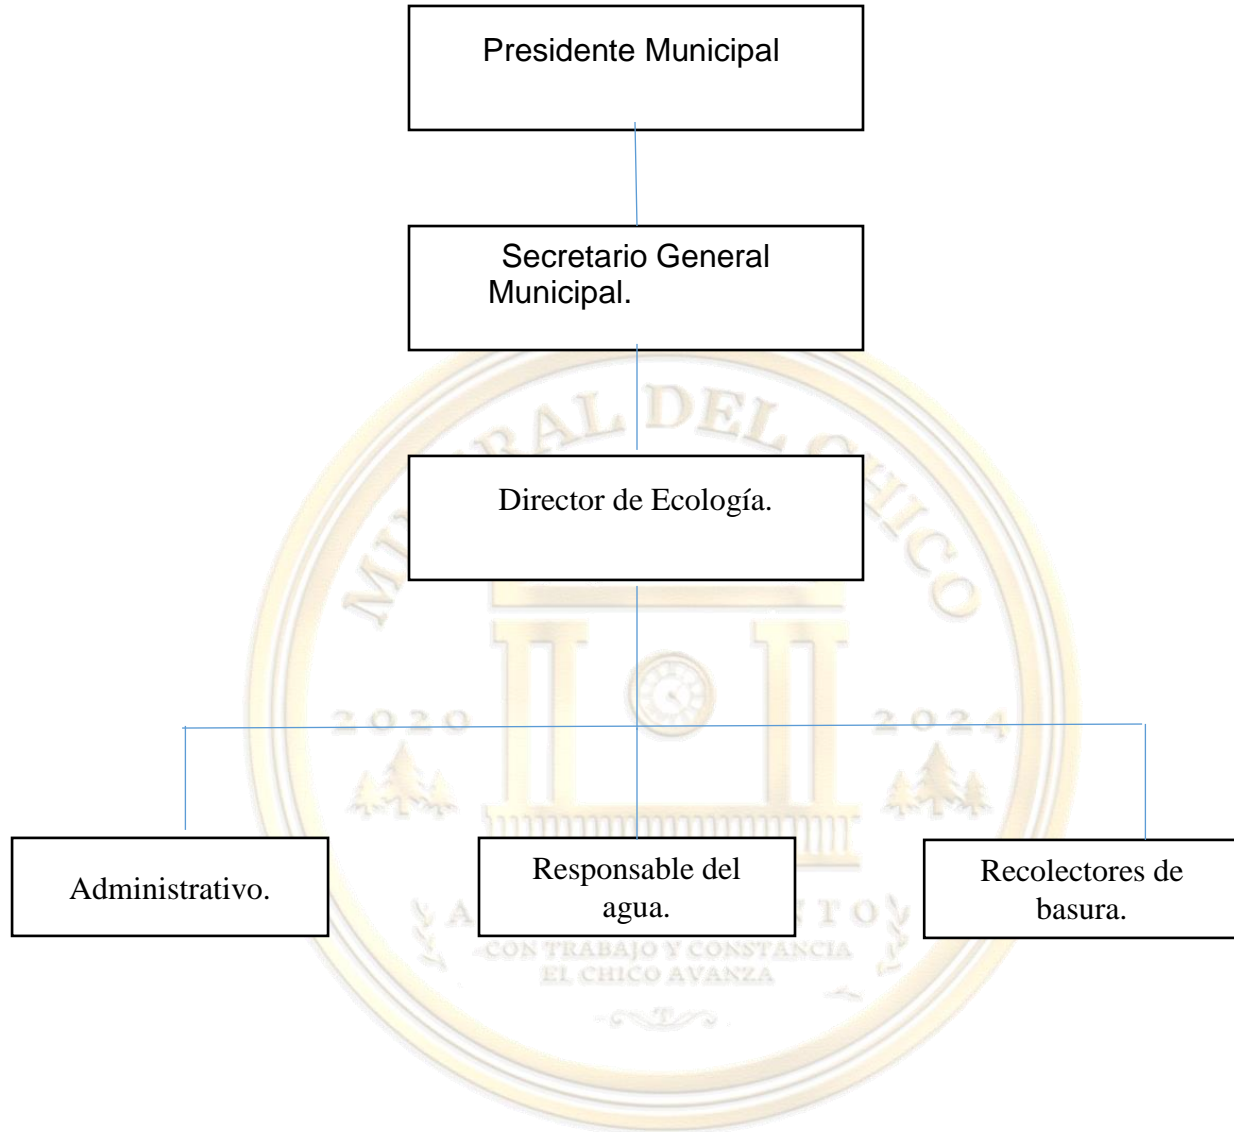 Presidente Municipal
Secretario General
Municipal.
MINERAL DEL CHICO
Director de Ecología.
2020
2024
Administrativo.
Responsable del
agua.
Recolectores de
basura.
CON TRABAJO Y CONSTANCIA
EL CHICO AVANZA